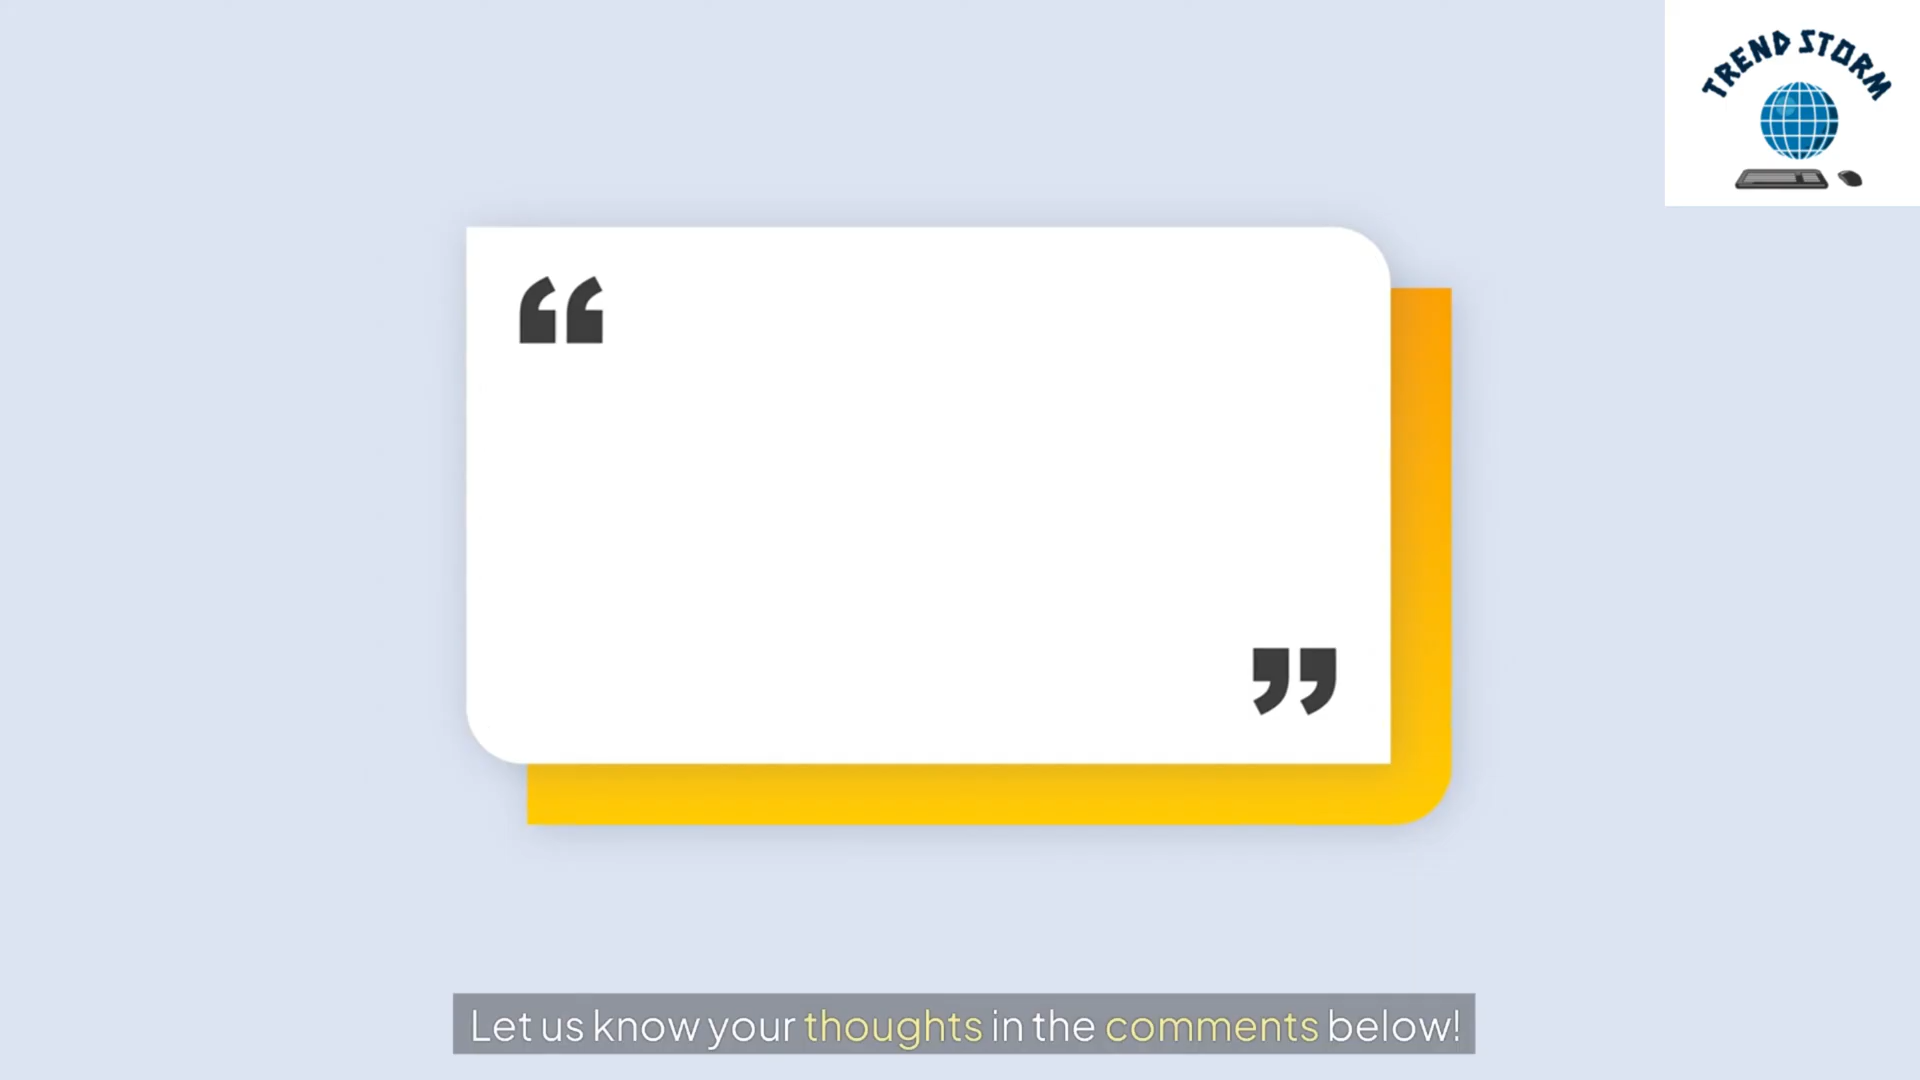 TREND STORM
“
”
Let us know your thoughts in the comments below!